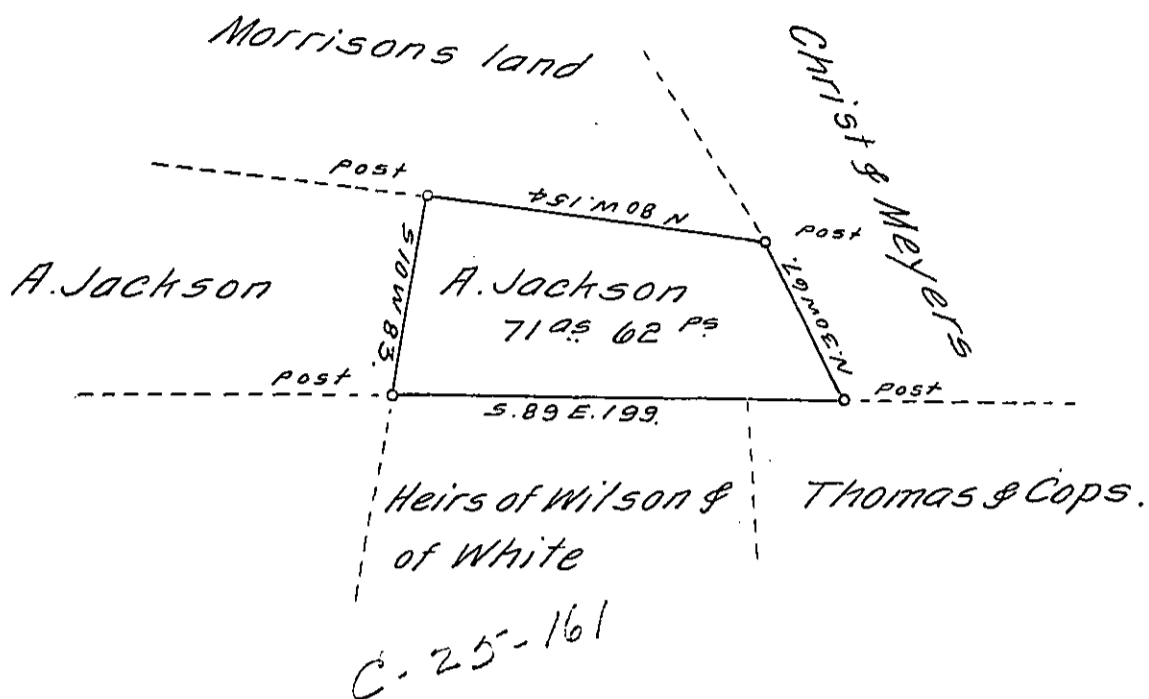 Morrisons land
Christ & Meyers
post
N 80 W. 154
post
S 10 W 83.
N. 30 W 67.
A. Jackson
A. Jackson
71 as 62 ps
post
S. 89 E. 199.
post
Heirs of Wilson &
of White
Thomas & Cops.
C-25-161